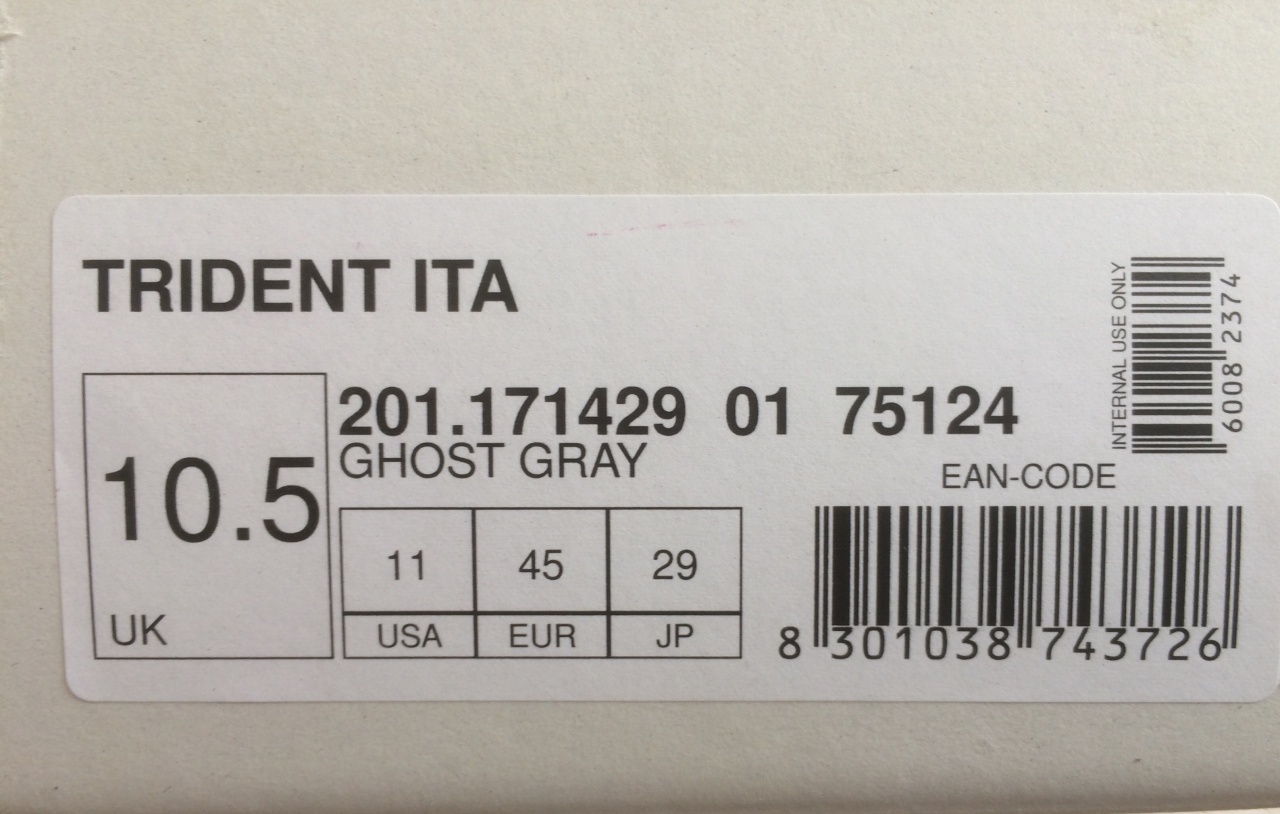 TRIDENT ITA
INTERNAL USE ONLY
6008 2374
201.171429 01 75124
GHOST GRAY
10.5
UK
11 45 29
USA EUR JP
EAN-CODE
8 301038 743726